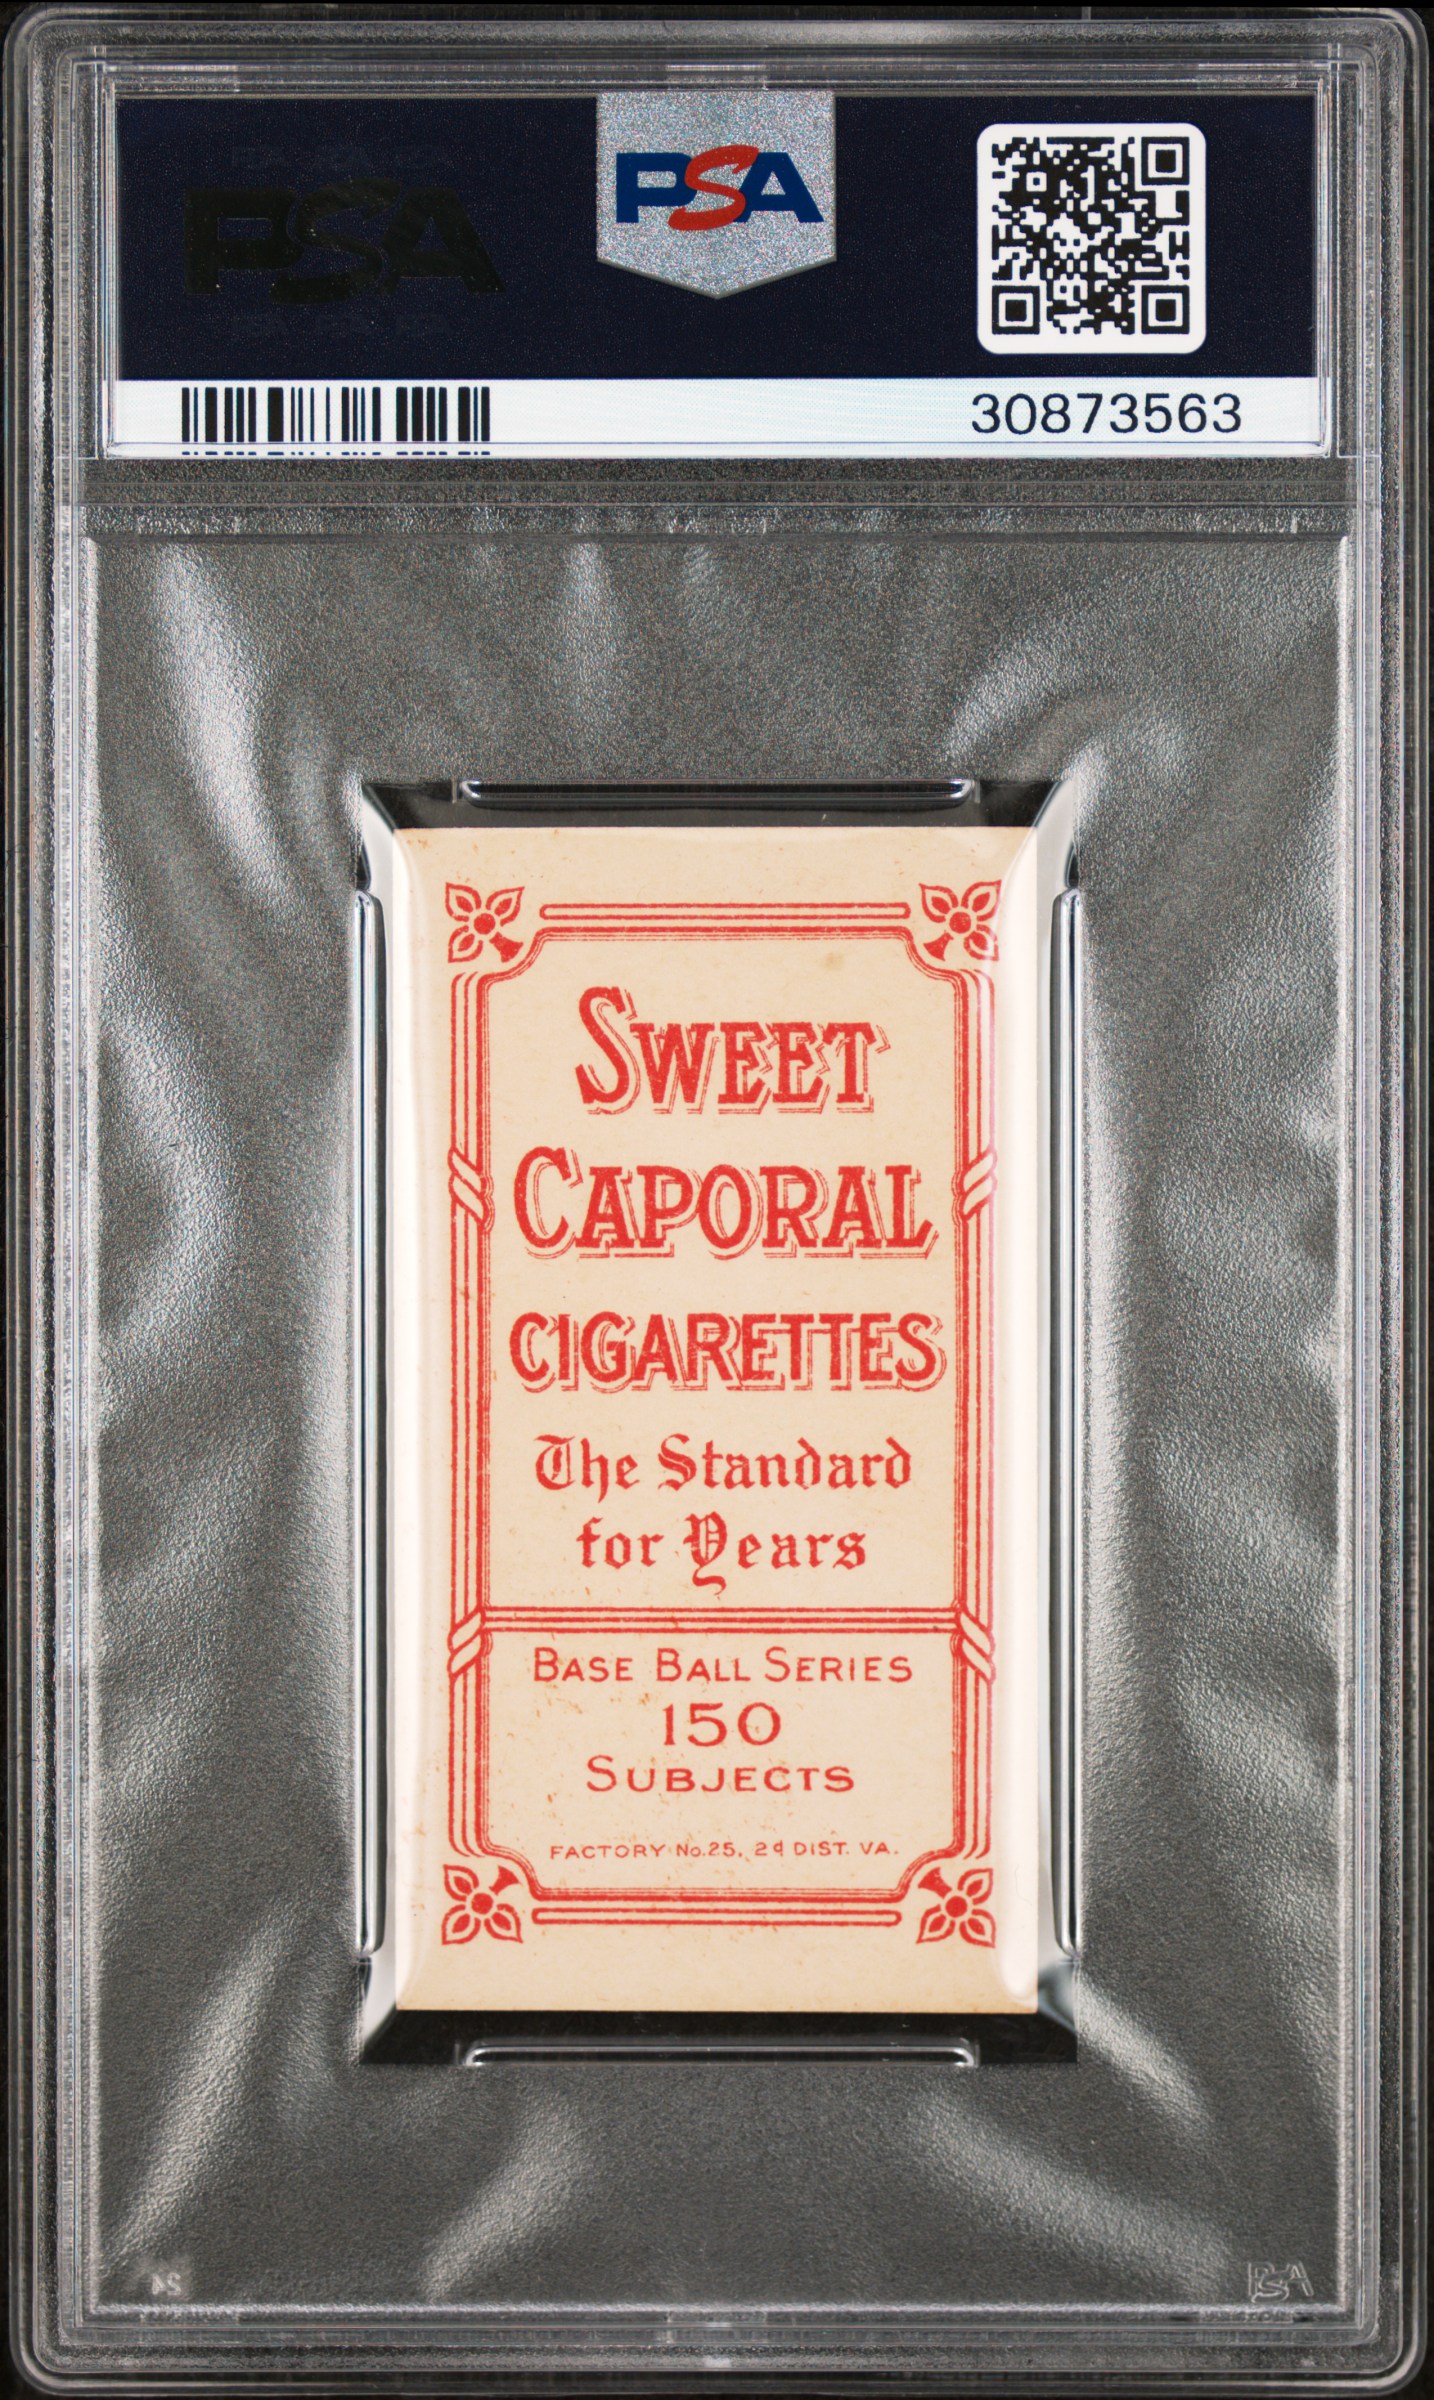 PSA
PSA
30873563
SWEET
CAPORAL
CIGARETTES
The Standard
for Years
BASE BALL SERIES
150
SUBJECTS
FACTORY No.25, 2d DIST. VA.
PSA